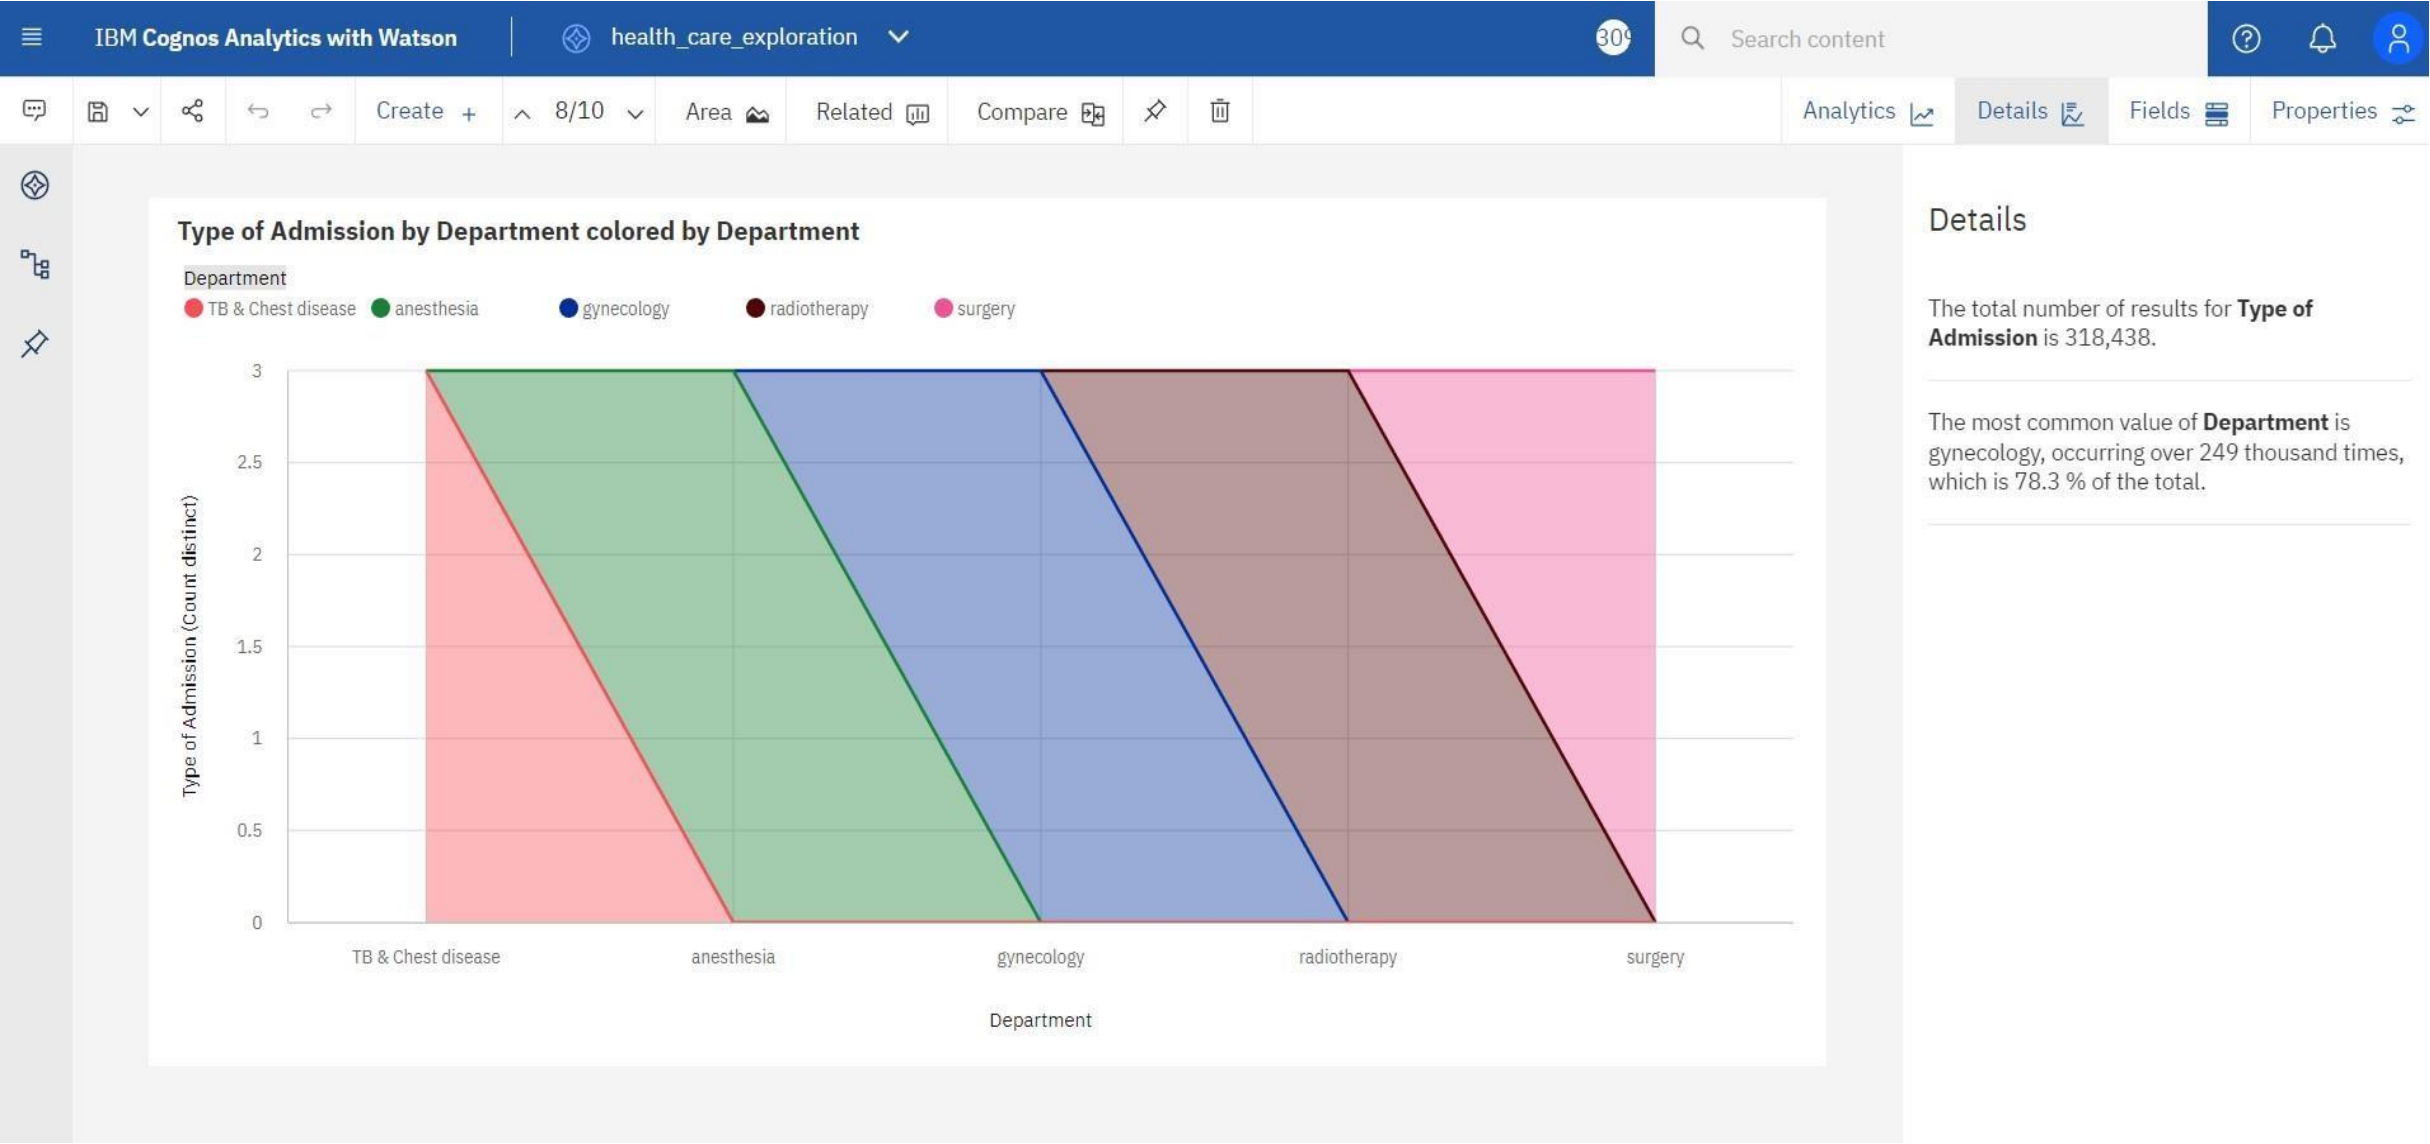 IBM Cognos Analytics with Watson
health_care_exploration
Search content
Create +
8/10
Area
Related
Compare
Analytics
Details
Fields
Properties
Type of Admission by Department colored by Department
Department
TB & Chest disease
anesthesia
gynecology
radiotherapy
surgery
Type of Admission (Count distinct)
3
2.5
2
1.5
1
0.5
0
TB & Chest disease
anesthesia
gynecology
radiotherapy
surgery
Department
Details
The total number of results for Type of
Admission is 318,438.
The most common value of Department is
gynecology, occurring over 249 thousand times,
which is 78.3 % of the total.